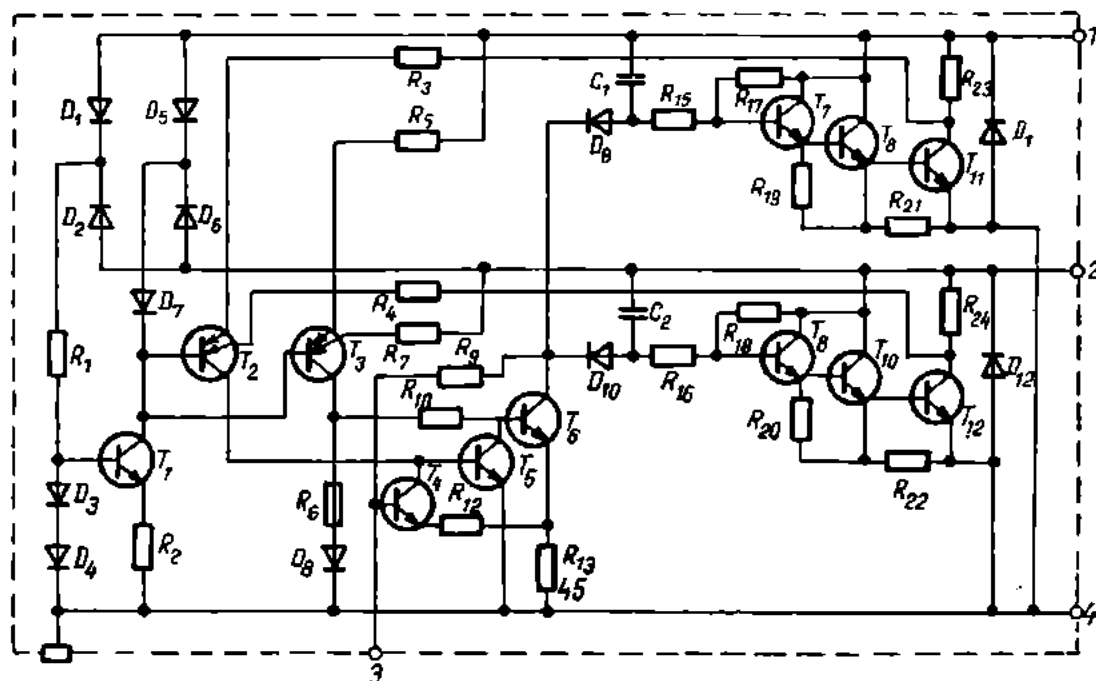 1
R3
C1
R15
R17
T7
R23
D1
D5
R5
D9
T8
T11
D1
R19
R21
D2
D6
2
D7
R4
C2
R18
T8
R24
R1
T2
T3
R7
R9
D10
R16
T10
D12
R10
T6
R20
T12
T1
T4
T5
R22
D3
R6
R12
D4
R2
D8
R13
45
4
3